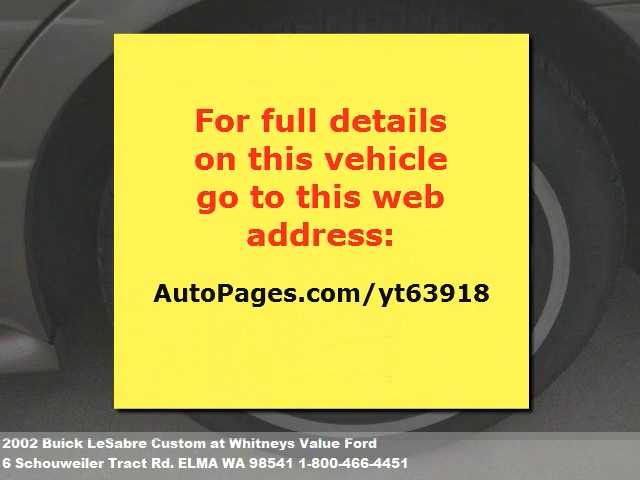 For full details
on this vehicle
go to this web
address:
AutoPages.com/yt63918
2002 Buick LeSabre Custom at Whitneys Value Ford
6 Schouweiler Tract Rd. ELMA WA 98541 1-800-466-4451